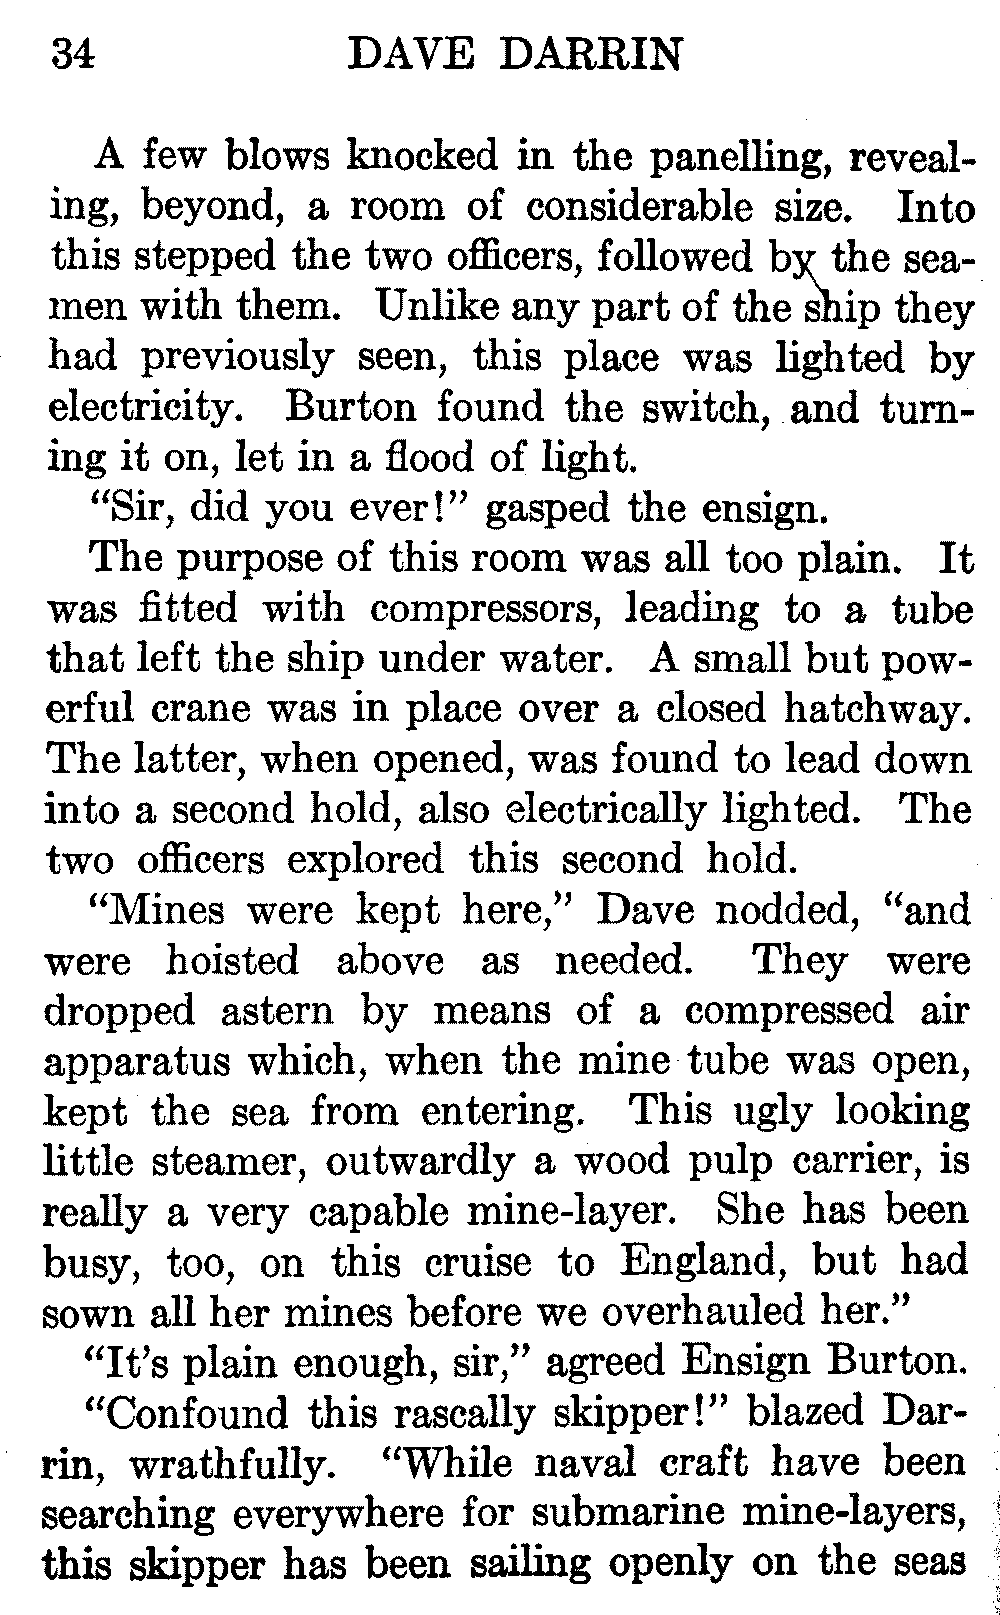 34 DAVE DARRIN
A few blows knocked in the panelling, reveal-
ing, beyond, a room of considerable size. Into
this stepped the two officers, followed by the sea-
men with them. Unlike any part of the ship they
had previously seen, this place was lighted by
electricity. Burton found the switch, and turn-
ing it on, let in a flood of light.
“Sir, did you ever!” gasped the ensign.
The purpose of this room was all too plain. It
was fitted with compressors, leading to a tube
that left the ship under water. A small but pow-
erful crane was in place over a closed hatchway.
The latter, when opened, was found to lead down
into a second hold, also electrically lighted. The
two officers explored this second hold.
“Mines were kept here,” Dave nodded, “and
were hoisted above as needed. They were
dropped astern by means of a compressed air
apparatus which, when the mine tube was open,
kept the sea from entering. This ugly looking
little steamer, outwardly a wood pulp carrier, is
really a very capable mine-layer. She has been
busy, too, on this cruise to England, but had
sown all her mines before we overhauled her.”
“It’s plain enough, sir,” agreed Ensign Burton.
“Confound this rascally skipper!” blazed Dar-
rin, wrathfully. “While naval craft have been
searching everywhere for submarine mine-layers,
this skipper has been sailing openly on the seas